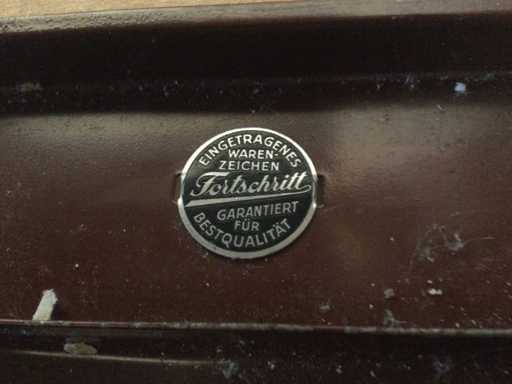 EINGETRAGENES
WAREN-
ZEICHEN
Fortschritt
GARANTIERT
FÜR
BESTQUALITÄT